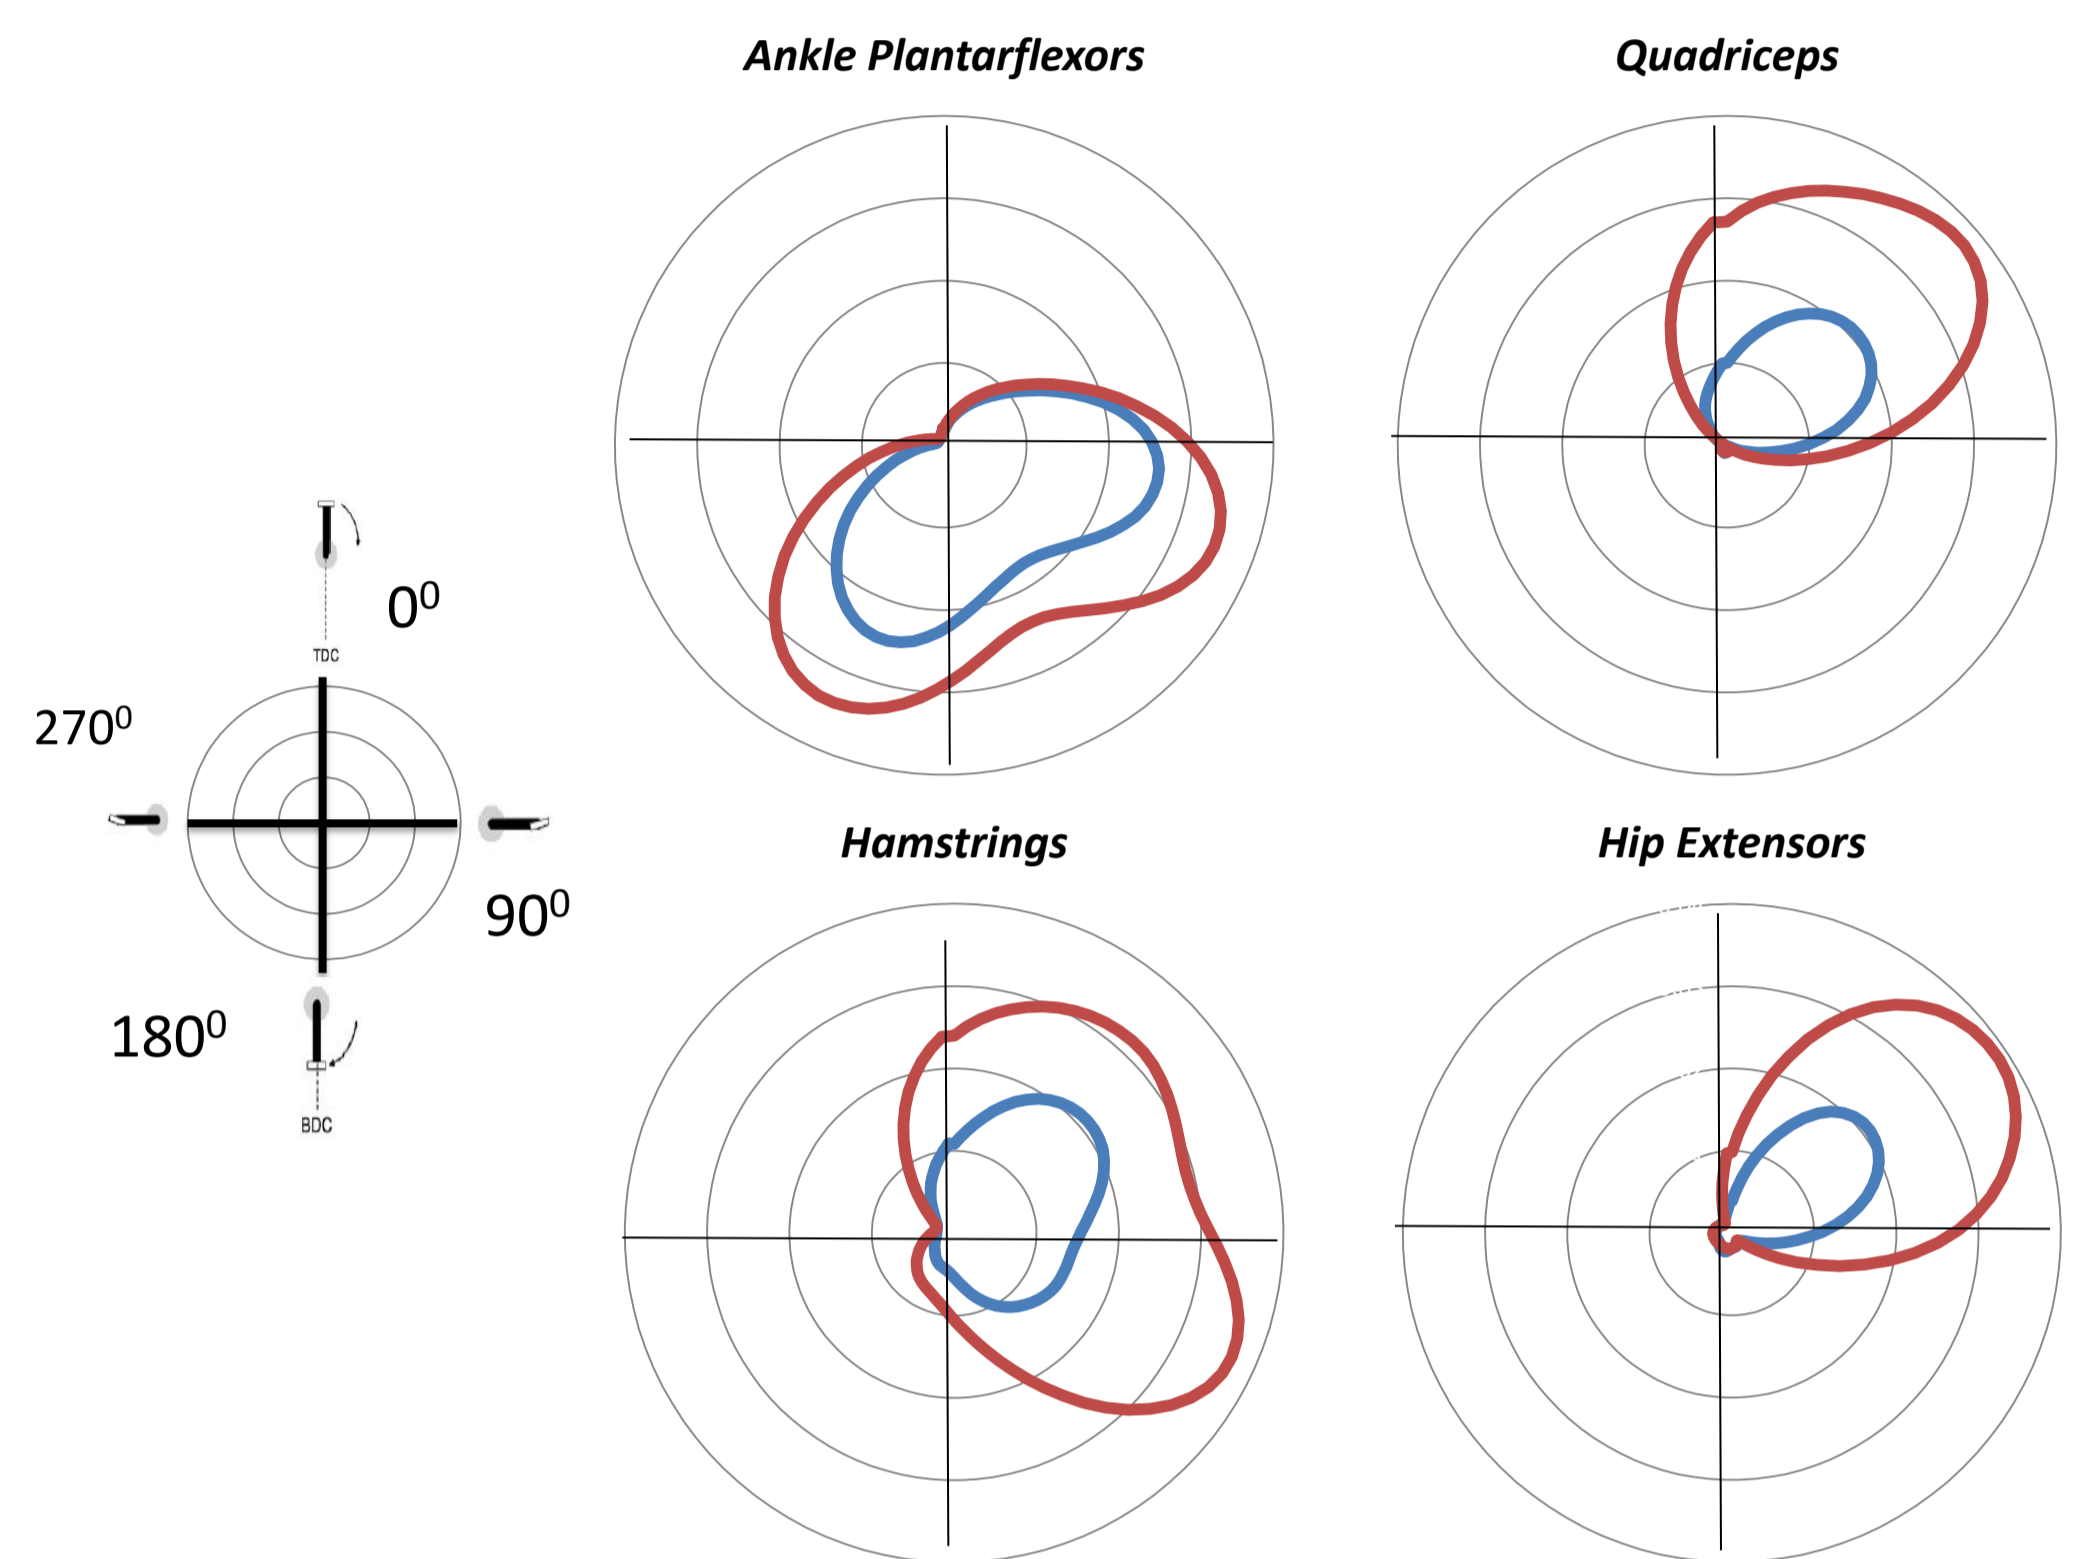 Ankle Plantarflexors
Quadriceps
0⁰
TDC
270⁰
90⁰
180⁰
BDC
Hamstrings
Hip Extensors